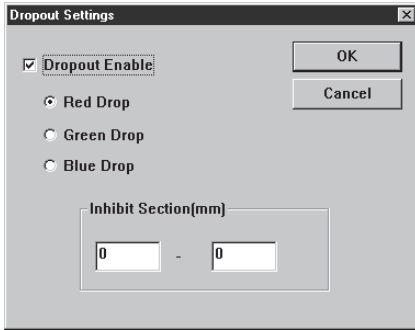 Dropout Settings
Dropout Enable
OK
Cancel
Red Drop
Green Drop
Blue Drop
Inhibit Section(mm)
0 - 0